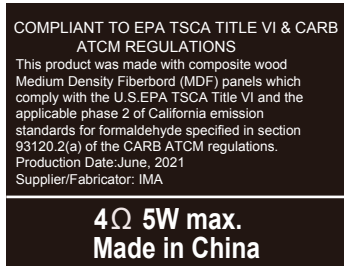 COMPLIANT TO EPA TSCA TITLE VI & CARB
ATCM REGULATIONS
This product was made with composite wood
Medium Density Fiberbord (MDF) panels which
comply with the U.S.EPA TSCA Title VI and the
applicable phase 2 of California emission
standards for formaldehyde specified in section
93120.2(a) of the CARB ATCM regulations.
Production Date:June, 2021
Supplier/Fabricator: IMA
4Ω 5W max.
Made in China